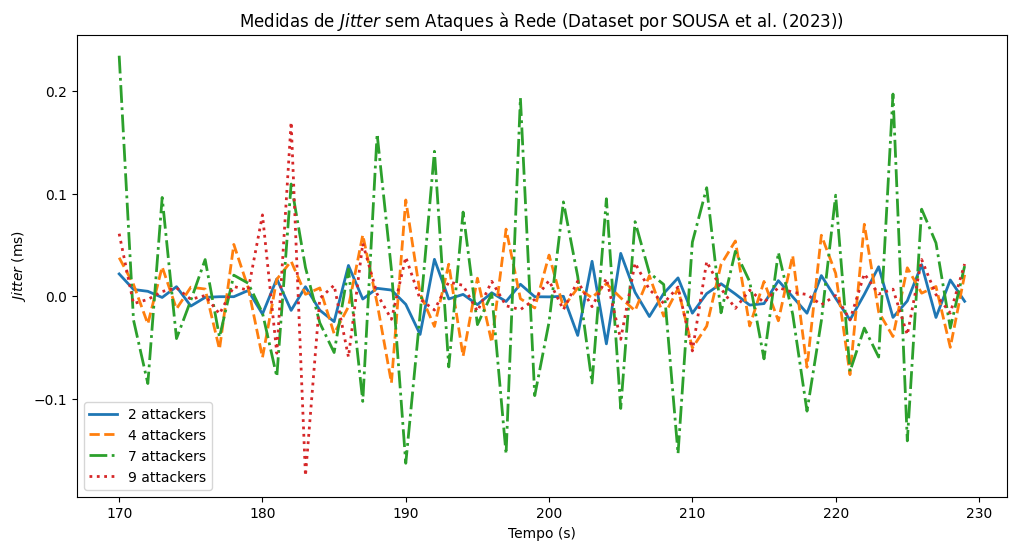 Medidas de Jitter sem Ataques à Rede (Dataset por SOUSA et al. (2023))
0.2
0.1
0.0
−0.1
Jitter (ms)
2 attackers
4 attackers
7 attackers
9 attackers
170 180 190 200 210 220 230
Tempo (s)